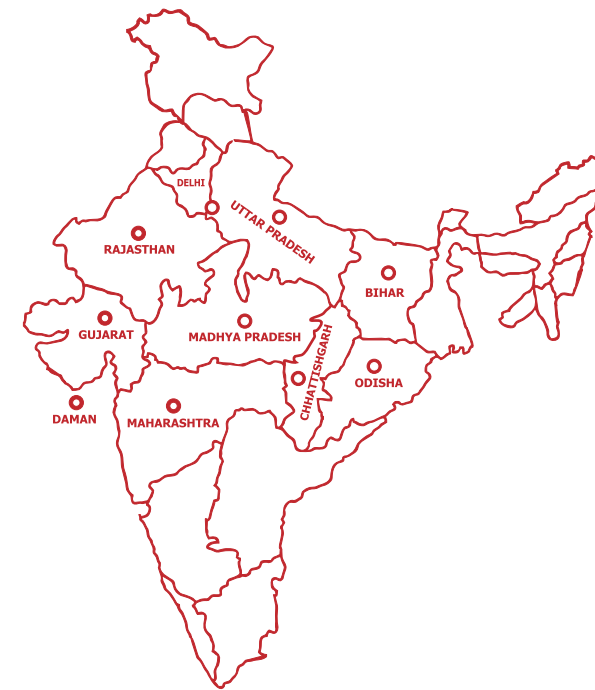 DELHI
UTTAR PRADESH
RAJASTHAN
BIHAR
GUJARAT
MADHYA PRADESH
CHHATTISHGARH
ODISHA
DAMAN
MAHARASHTRA